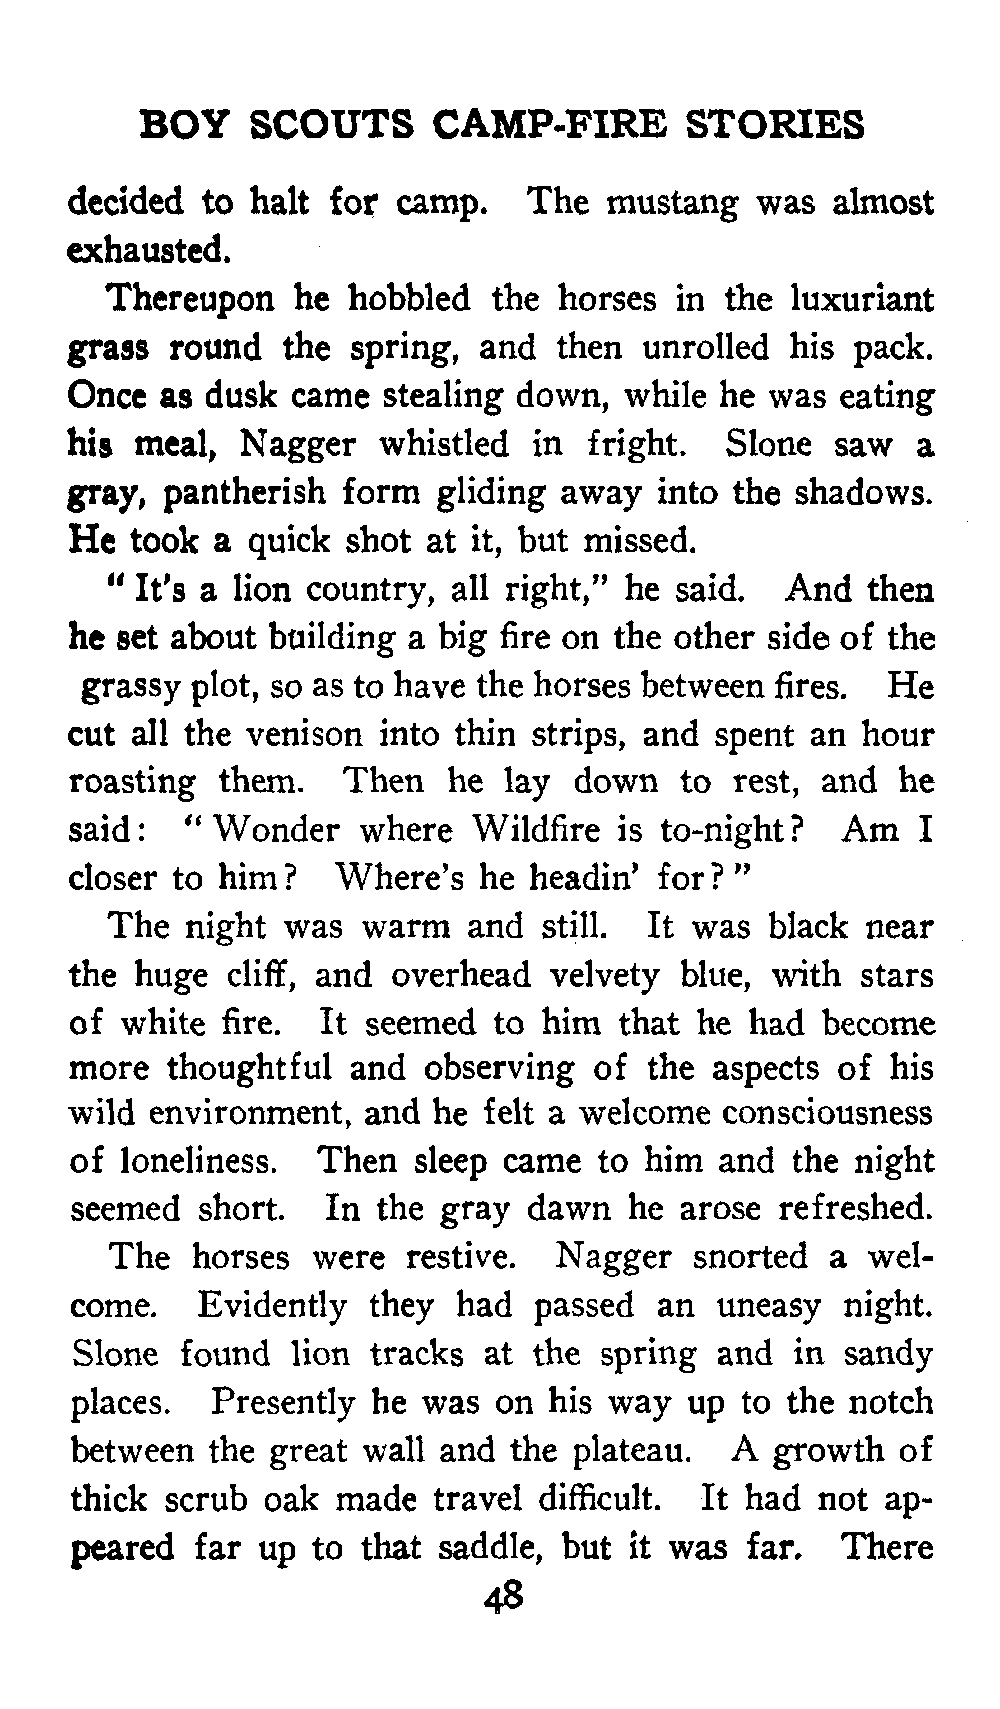 BOY SCOUTS CAMP-FIRE STORIES
decided to halt for camp. The mustang was almost
exhausted.
Thereupon he hobbled the horses in the luxuriant
grass round the spring, and then unrolled his pack.
Once as dusk came stealing down, while he was eating
his meal, Nagger whistled in fright. Slone saw a
gray, pantherish form gliding away into the shadows.
He took a quick shot at it, but missed.
"It's a lion country, all right," he said. And then
he set about building a big fire on the other side of the
grassy plot, so as to have the horses between fires. He
cut all the venison into thin strips, and spent an hour
roasting them. Then he lay down to rest, and he
said: "Wonder where Wildfire is to-night? Am I
closer to him? Where's he headin' for?"
The night was warm and still. It was black near
the huge cliff, and overhead velvety blue, with stars
of white fire. It seemed to him that he had become
more thoughtful and observing of the aspects of his
wild environment, and he felt a welcome consciousness
of loneliness. Then sleep came to him and the night
seemed short. In the gray dawn he arose refreshed.
The horses were restive. Nagger snorted a wel-
come. Evidently they had passed an uneasy night.
Slone found lion tracks at the spring and in sandy
places. Presently he was on his way up to the notch
between the great wall and the plateau. A growth of
thick scrub oak made travel difficult. It had not ap-
peared far up to that saddle, but it was far. There
48